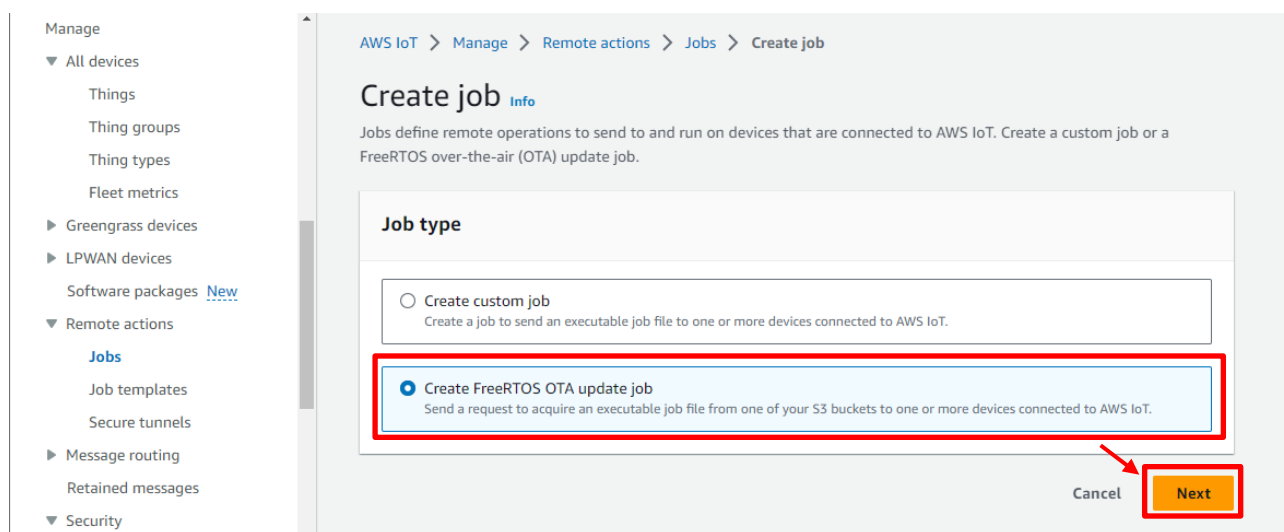 Manage
All devices
Things
Thing groups
Thing types
Fleet metrics
Greengrass devices
LPWAN devices
Software packages New
Remote actions
Jobs
Job templates
Secure tunnels
Message routing
Retained messages
Security
AWS IoT > Manage > Remote actions > Jobs > Create job
Create job Info
Jobs define remote operations to send to and run on devices that are connected to AWS IoT. Create a custom job or a
FreeRTOS over-the-air (OTA) update job.
Job type
Create custom job
Create a job to send an executable job file to one or more devices connected to AWS IoT.
Create FreeRTOS OTA update job
Send a request to acquire an executable job file from one of your S3 buckets to one or more devices connected to AWS IoT.
Cancel
Next